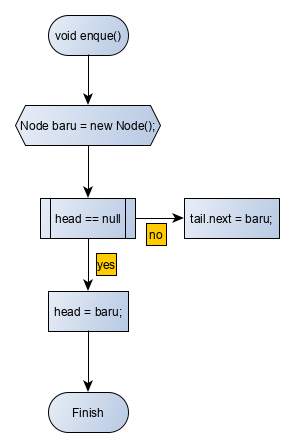 void enque()
Node baru = new Node();
head == null
tail.next = baru;
no
yes
head = baru;
Finish